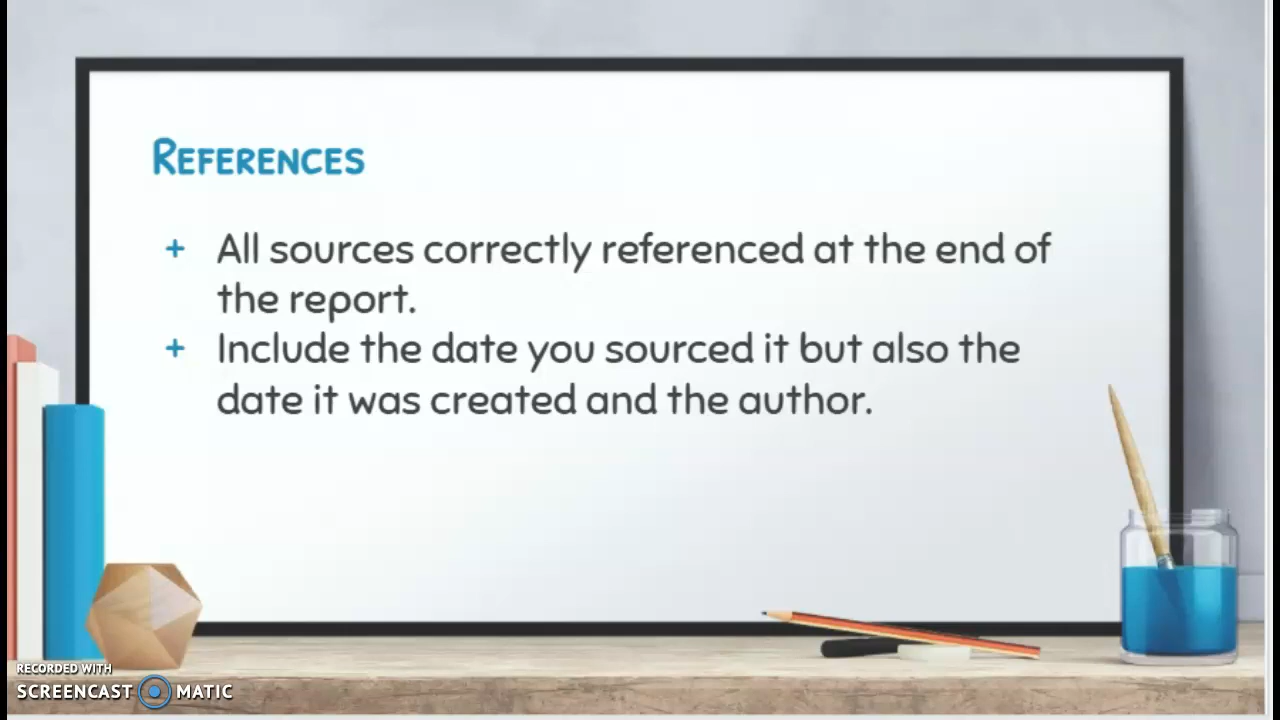 REFERENCES
+ All sources correctly referenced at the end of
the report.
+ Include the date you sourced it but also the
date it was created and the author.
RECORDED WITH
SCREENCAST MATIC